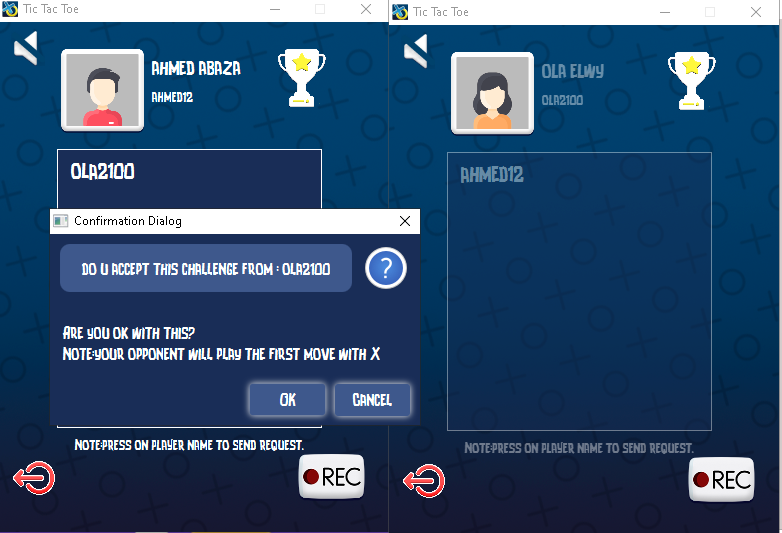 Tic Tac Toe
AHMED ABAZA
AHMED12
OLA2100
Confirmation Dialog
DO U ACCEPT THIS CHALLENGE FROM : OLA2100
?
ARE YOU OK WITH THIS?
NOTE:YOUR OPPONENT WILL PLAY THE FIRST MOVE WITH X
OK
CANCEL
NOTE:PRESS ON PLAYER NAME TO SEND REQUEST.
REC
Tic Tac Toe
OLA ELWY
OLA2100
AHMED12
NOTE:PRESS ON PLAYER NAME TO SEND REQUEST.
REC